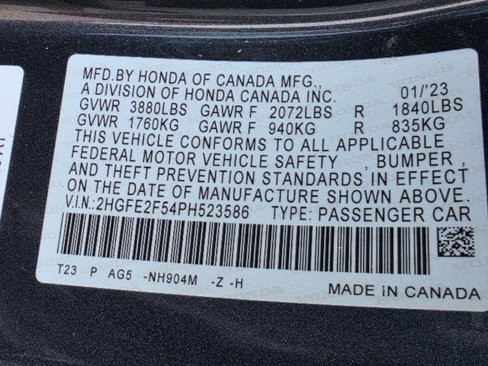 MFD.BY HONDA OF CANADA MFG.,
A DIVISION OF HONDA CANADA INC. 01/'23
GVWR 3880LBS GAWR F 2072LBS R 1840LBS
GVWR 1760KG GAWR F 940KG R 835KG
THIS VEHICLE CONFORMS TO ALL APPLICABLE
FEDERAL MOTOR VEHICLE SAFETY, BUMPER,
AND THEFT PREVENTION STANDARDS IN EFFECT
ON THE DATE OF MANUFACTURE SHOWN ABOVE.
V.I.N.:2HGFE2F54PH523586 TYPE: PASSENGER CAR
T23 P AG5 -NH904M -Z -H
MADE IN CANADA